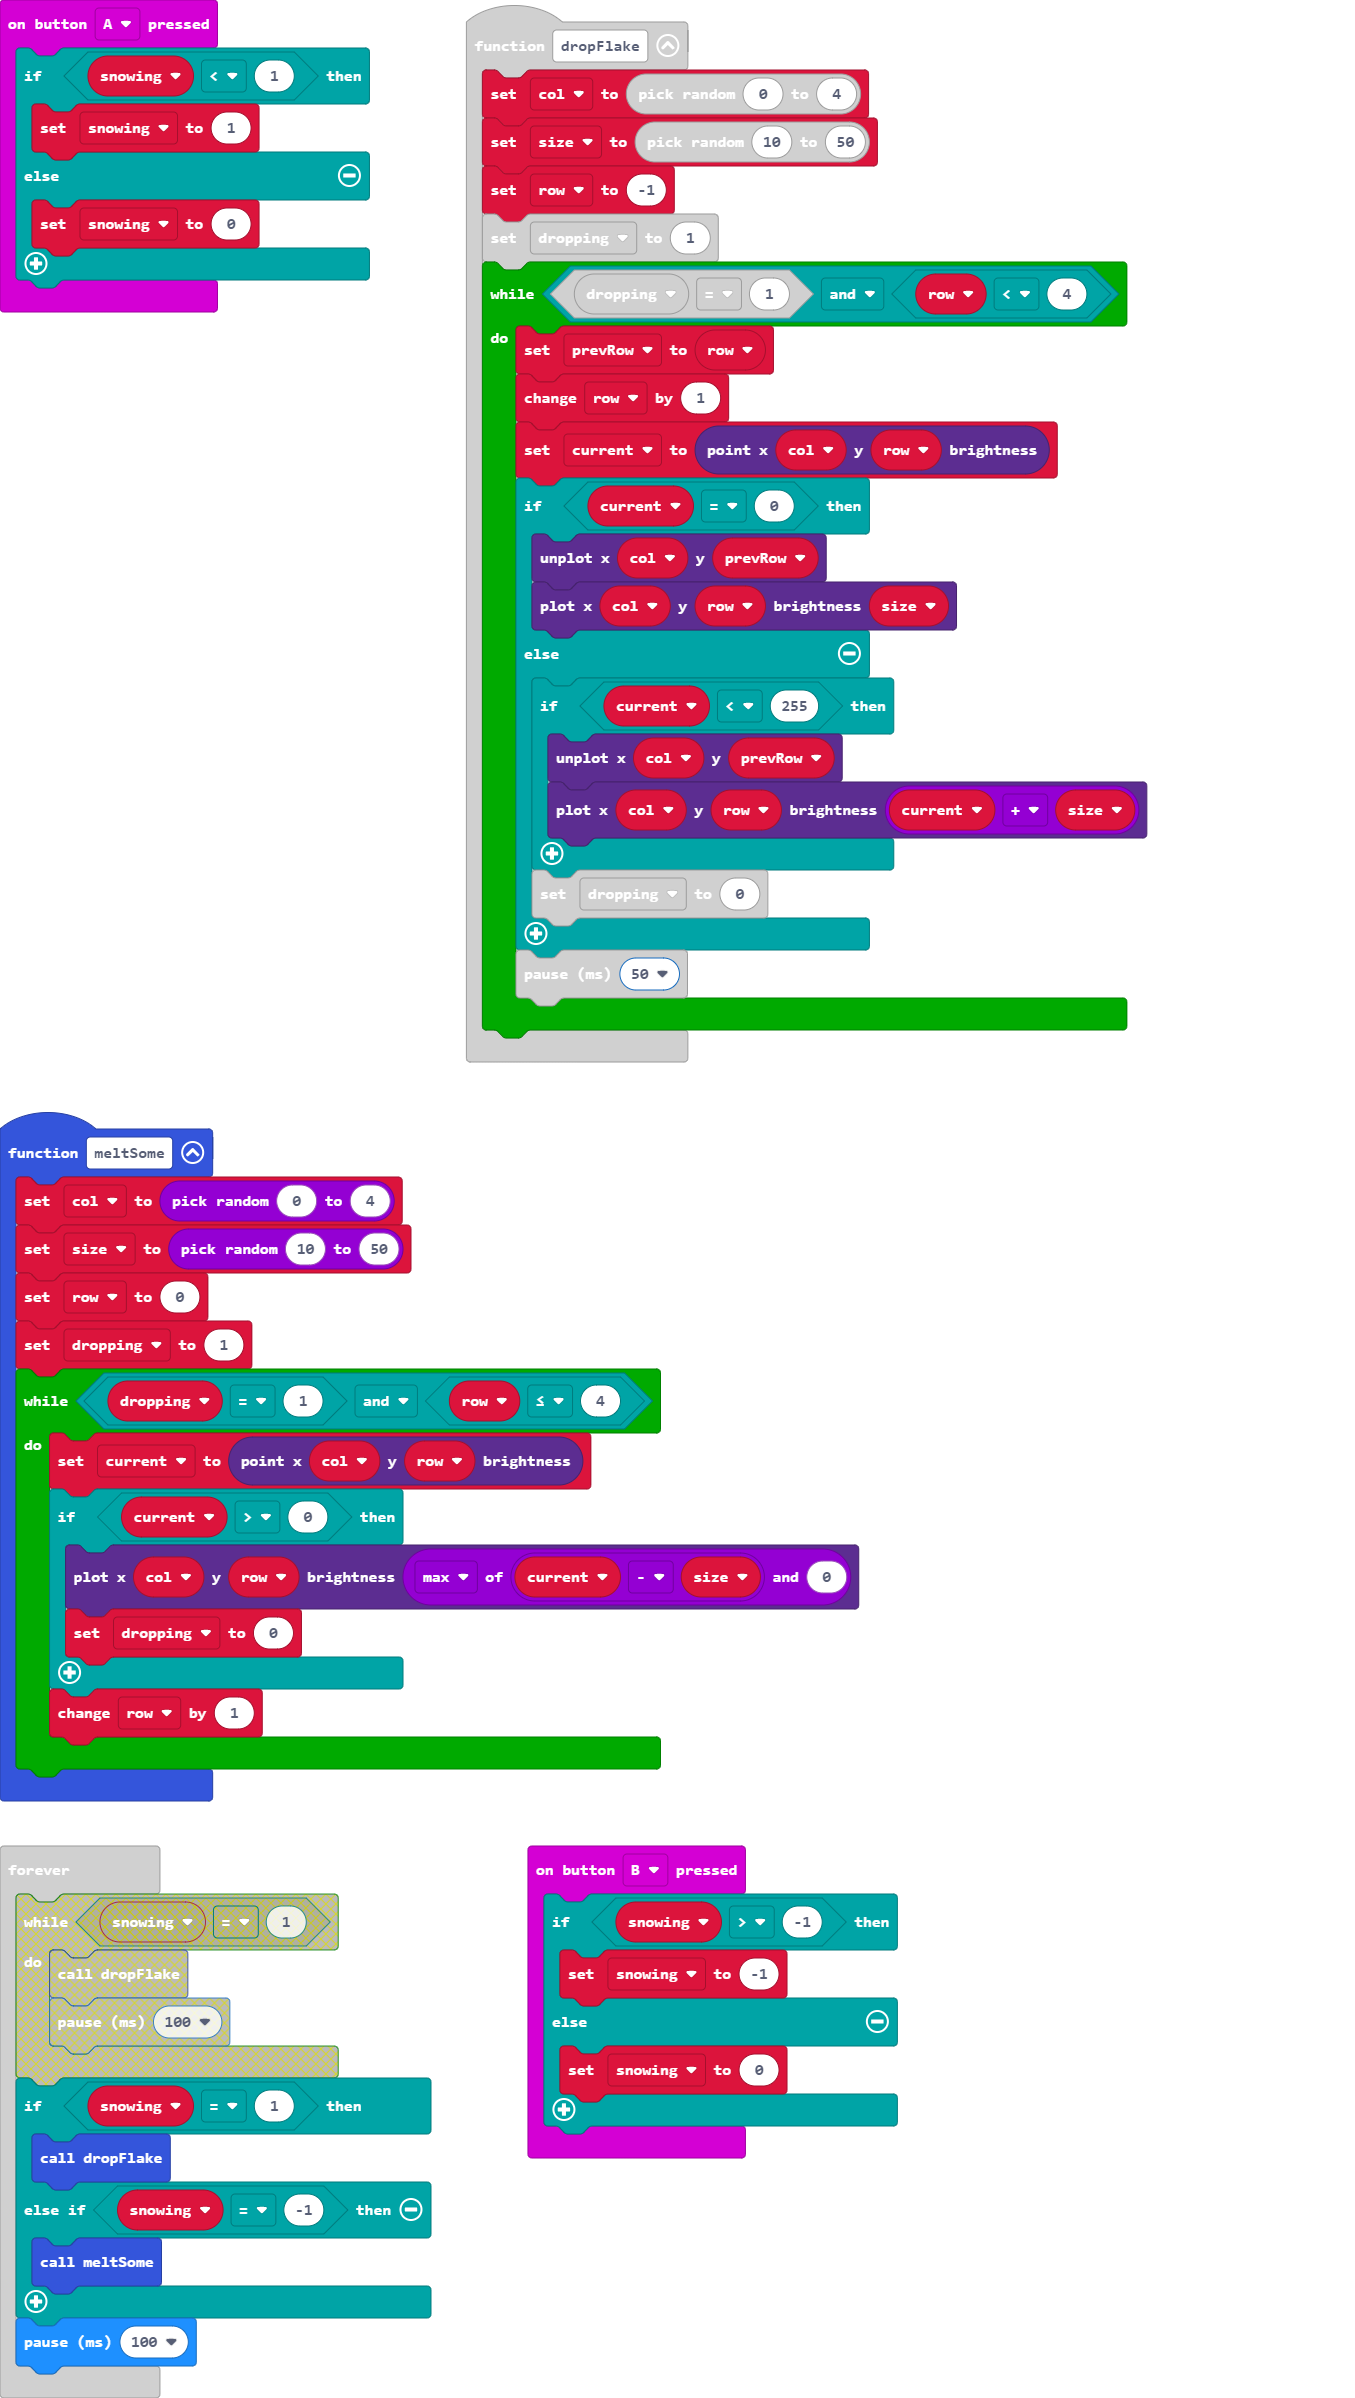 on button A pressed
if snowing < 1 then
set snowing to 1
else
set snowing to 0
function dropFlake
set col to pick random 0 to 4
set size to pick random 10 to 50
set row to -1
set dropping to 1
while dropping = 1 and row < 4
do
set prevRow to row
change row by 1
set current to point x col y row brightness
if current = 0 then
unplot x col y prevRow
plot x col y row brightness size
else
if current < 255 then
unplot x col y prevRow
plot x col y row brightness current + size
set dropping to 0
pause (ms) 50
function meltSome
set col to pick random 0 to 4
set size to pick random 10 to 50
set row to 0
set dropping to 1
while dropping = 1 and row ≤ 4
do
set current to point x col y row brightness
if current > 0 then
plot x col y row brightness max of current - size and 0
set dropping to 0
change row by 1
forever
while snowing = 1
do
call dropFlake
pause (ms) 100
if snowing = 1 then
call dropFlake
else if snowing = -1 then
call meltSome
pause (ms) 100
on button B pressed
if snowing > -1 then
set snowing to -1
else
set snowing to 0